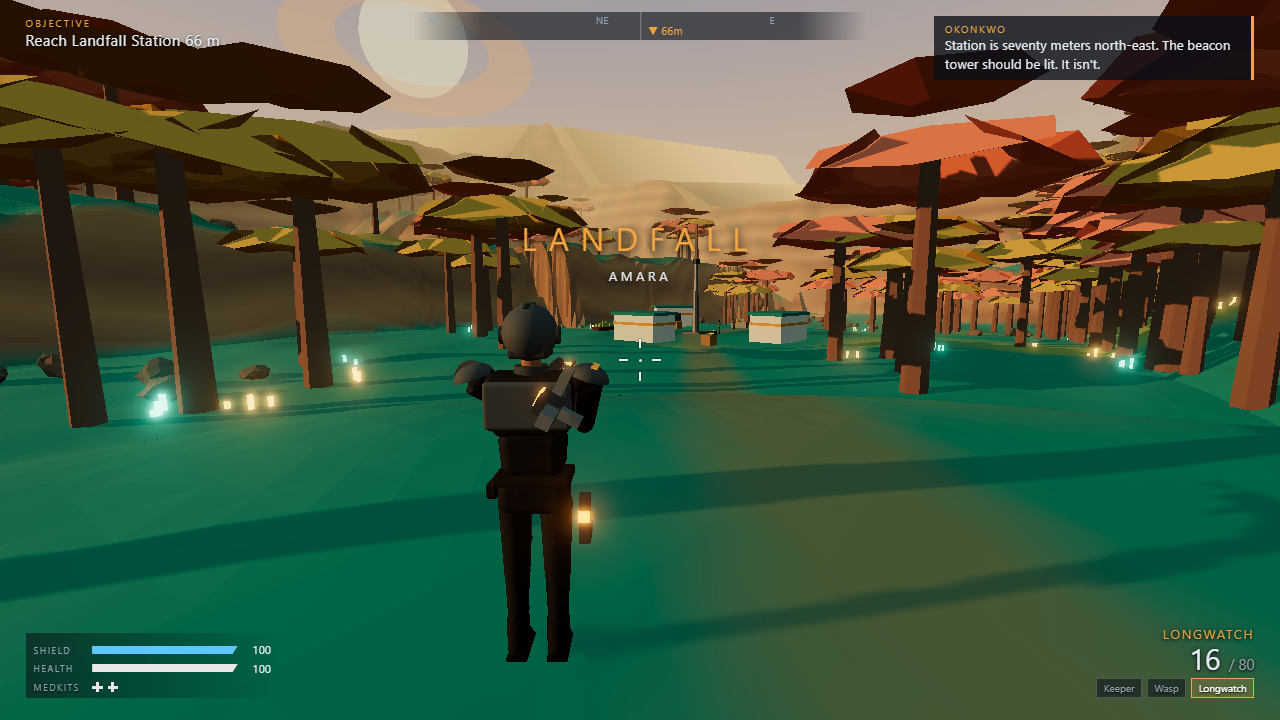 OBJECTIVE
Reach Landfall Station 66 m
NE
E
▼ 66m
OKONKWO
Station is seventy meters north-east. The beacon
tower should be lit. It isn't.
LANDFALL
AMARA
SHIELD 100
HEALTH 100
MEDKITS
LONGWATCH
16 / 80
Keeper Wasp Longwatch